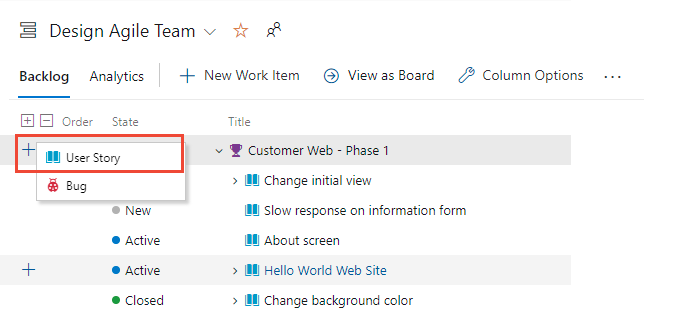 Design Agile Team
Backlog Analytics + New Work Item View as Board Column Options ...
Order State Title
User Story Customer Web - Phase 1
Bug Change initial view
New Slow response on information form
Active About screen
Active Hello World Web Site
Closed Change background color